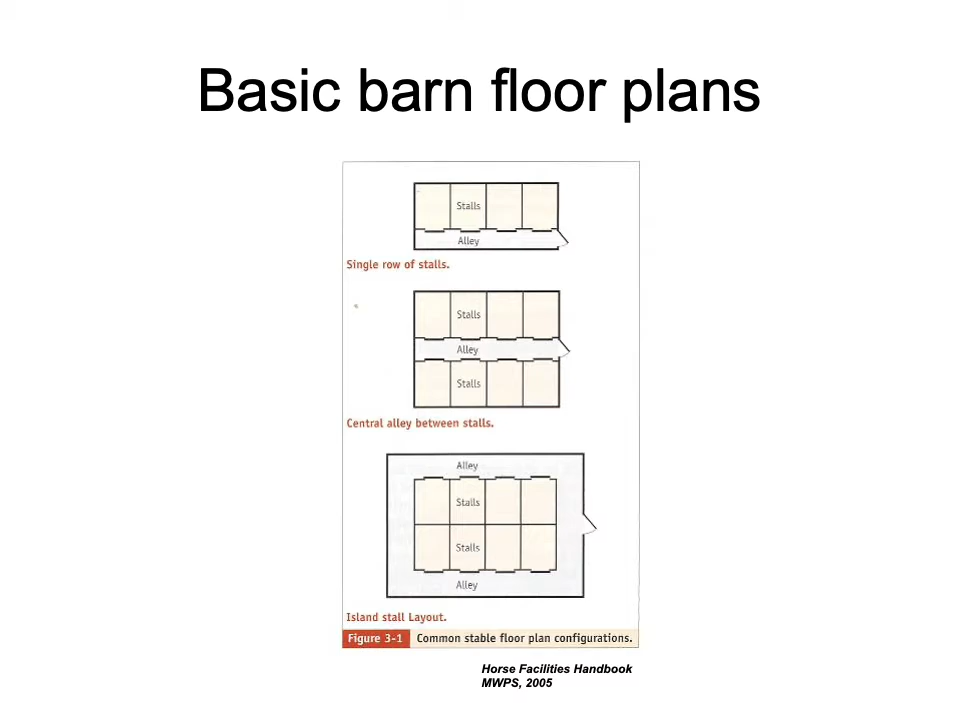 Basic barn floor plans
Stalls
Alley
Single row of stalls.
Stalls
Alley
Stalls
Central alley between stalls.
Alley
Stalls
Stalls
Alley
Island stall Layout.
Figure 3-1 Common stable floor plan configurations.
Horse Facilities Handbook
MWPS, 2005